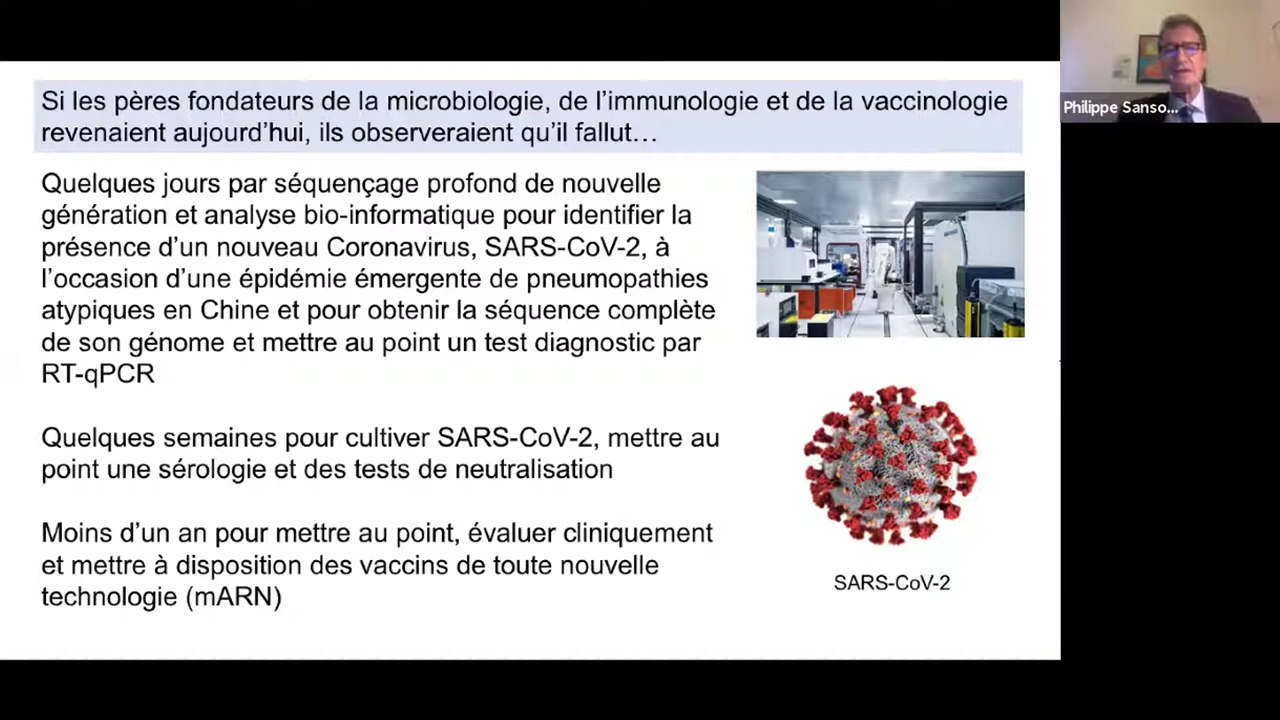 Si les pères fondateurs de la microbiologie, de l’immunologie et de la vaccinologie
revenaient aujourd’hui, ils observeraient qu’il fallut…
Quelques jours par séquençage profond de nouvelle
génération et analyse bio-informatique pour identifier la
présence d’un nouveau Coronavirus, SARS-CoV-2, à
l’occasion d’une épidémie émergente de pneumopathies
atypiques en Chine et pour obtenir la séquence complète
de son génome et mettre au point un test diagnostic par
RT-qPCR
Quelques semaines pour cultiver SARS-CoV-2, mettre au
point une sérologie et des tests de neutralisation
Moins d’un an pour mettre au point, évaluer cliniquement
et mettre à disposition des vaccins de toute nouvelle
technologie (mARN)
SARS-CoV-2
Philippe Sanso...